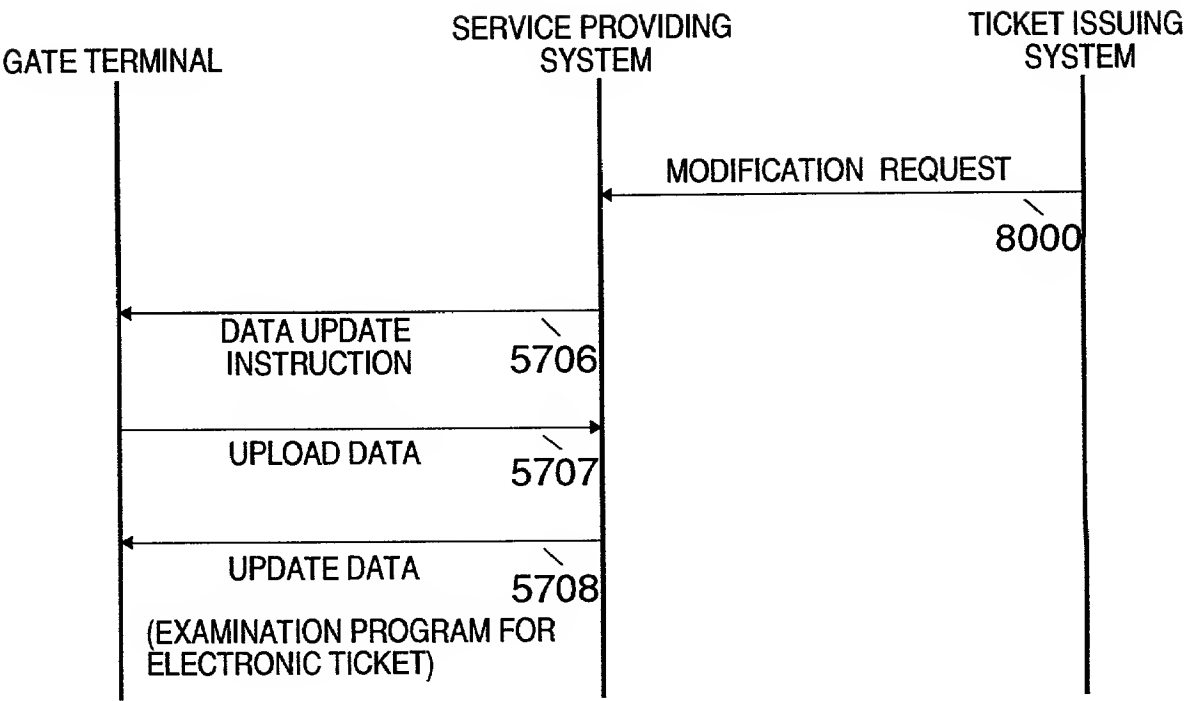 GATE TERMINAL
SERVICE PROVIDING
SYSTEM
TICKET ISSUING
SYSTEM
MODIFICATION REQUEST
8000
DATA UPDATE
INSTRUCTION
5706
UPLOAD DATA
5707
UPDATE DATA
5708
(EXAMINATION PROGRAM FOR
ELECTRONIC TICKET)